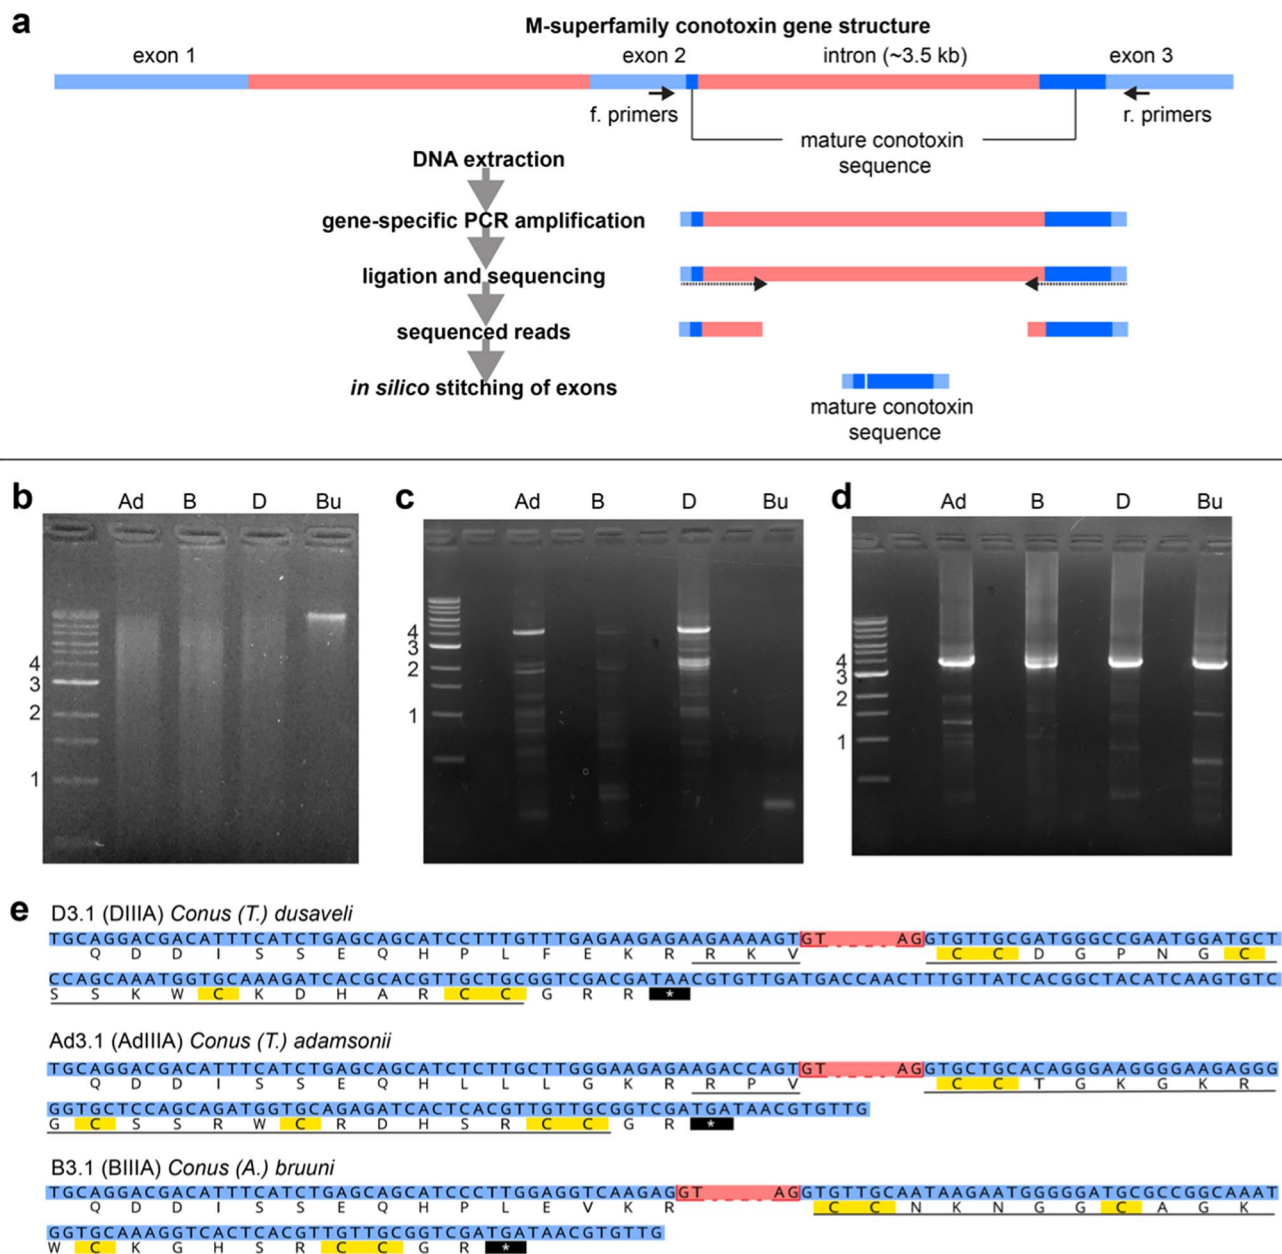 a
M-superfamily conotoxin gene structure
exon 1 exon 2 intron (~3.5 kb) exon 3
f. primers r. primers
mature conotoxin
sequence
DNA extraction
gene-specific PCR amplification
ligation and sequencing
sequenced reads
in silico stitching of exons
mature conotoxin
sequence
b Ad B D Bu
4
3
2
1
c Ad B D Bu
4
3
2
1
d Ad B D Bu
4
3
2
1
e
D3.1 (DIIIA) Conus (T.) dusaveli
TGCAGGACGACATTTCATCTGAGCAGCATCCTTTGTTTGAGAAGAGAAGAAAAGTGT AGGTGTTGCGATGGGCCGAATGGATGCT
Q D D I S S E Q H P L F E K R R K V C C D G P N G C
CCAGCAAATGGTGCAAAGATCACGCACGTTGCTGCGGTCGACGATAACGTGTTGATGACCAACTTTGTTATCACGGCTACATCAAGTGTC
S S K W C K D H A R C C G R R *
Ad3.1 (AdIIIA) Conus (T.) adamsonii
TGCAGGACGACATTTCATCTGAGCAGCATCTCTTGCTTGGGAAGAGAAGACCAGTGT AGGTGCTGCACAGGGAAGGGGAAGAGGG
Q D D I S S E Q H L L L G K R R P V C C T G K G K R
GGTGCTCCAGCAGATGGTGCAGAGATCACTCACGTTGTTGCGGTCGATGATAACGTGTTG
G C S S R W C R D H S R C C G R *
B3.1 (BIIIA) Conus (A.) bruuni
TGCAGGACGACATTTCATCTGAGCAGCATCCCTTGGAGGTCAAGAGGT AGGTGTTGCAATAAGAATGGGGGATGCGCCGGCAAAT
Q D D I S S E Q H P L E V K R C C N K N G G C A G K
GGTGCAAAGGTCACTCACGTTGTTGCGGTCGATGATAACGTGTTG
W C K G H S R C C G R *